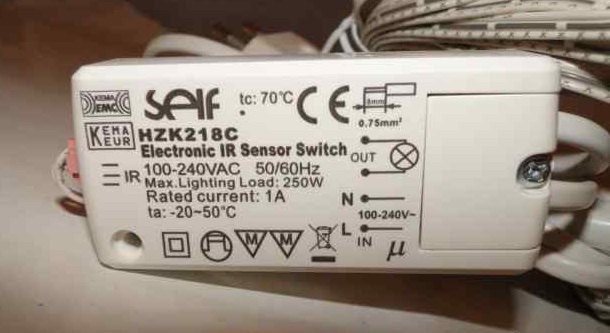 KEMA
EMC
SELF
tc: 70°C
CE
8mm
0.75mm²
KEMA
EUR
HZK218C
Electronic IR Sensor Switch
OUT
IR
100-240VAC 50/60Hz
Max.Lighting Load: 250W
Rated current: 1A
ta: -20~50°C
N
100-240V~
L
IN
M M
μ